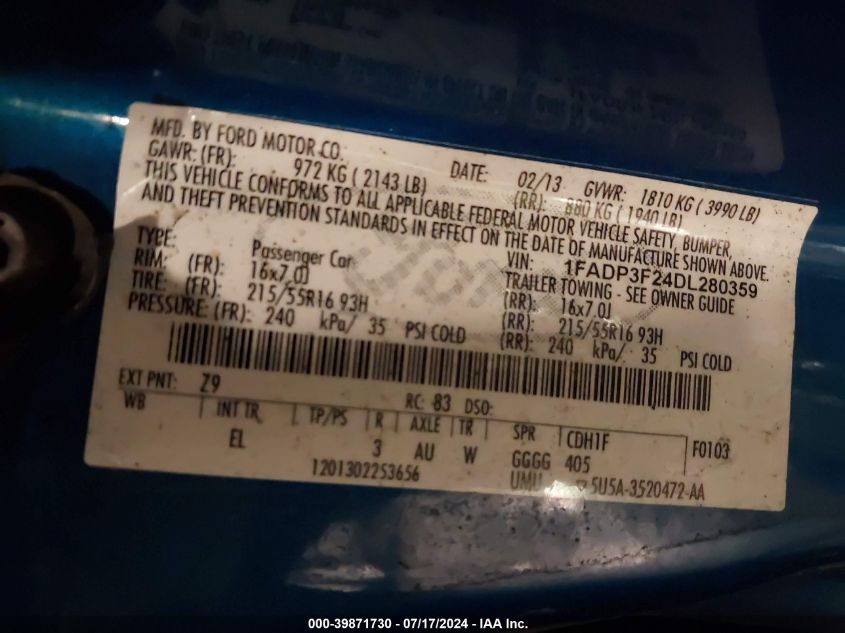 MFD. BY FORD MOTOR CO.
DATE: 02/13 GVWR: 1810 KG ( 3990 LB)
GAWR: (FR): 972 KG ( 2143 LB) (RR): 880 KG ( 1940 LB)
THIS VEHICLE CONFORMS TO ALL APPLICABLE FEDERAL MOTOR VEHICLE SAFETY, BUMPER,
AND THEFT PREVENTION STANDARDS IN EFFECT ON THE DATE OF MANUFACTURE SHOWN ABOVE.
VIN: 1FADP3F24DL280359
TYPE: Passenger Car TRAILER TOWING - SEE OWNER GUIDE
RIM: (FR): 16x7.0J (RR): 16x7.0J
TIRE: (FR): 215/55R16 93H (RR): 215/55R16 93H
PRESSURE: (FR): 240 kPa/ 35 PSI COLD (RR): 240 kPa/ 35 PSI COLD
EXT PNT: Z9 RC: 83 DSO:
WB INT TR TP/PS R AXLE TR SPR CDH1F F0103
EL 3 AU W GGGG 405
1201302253656 UMU 5U5A-3520472-AA
000-39871730 / 07/17/2024 - IAA Inc.